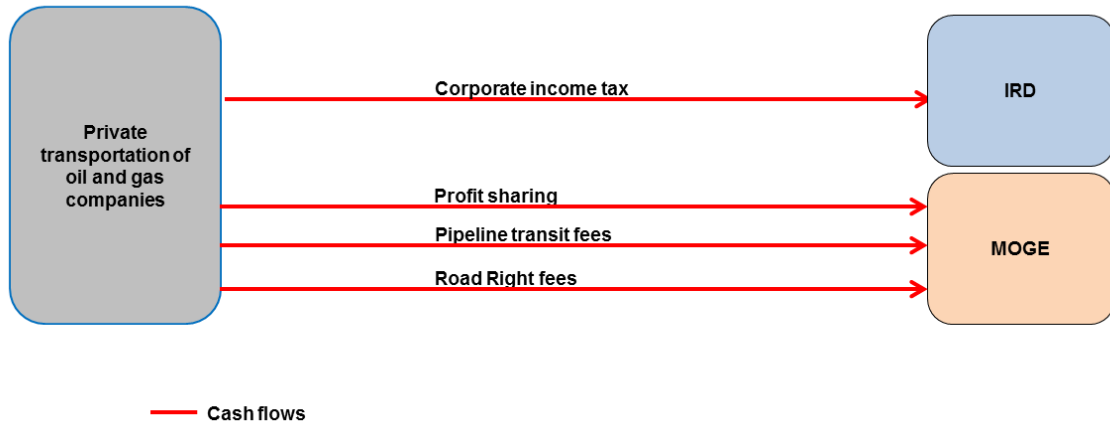 Corporate income tax
IRD
Private
transportation of
oil and gas
companies
Profit sharing
Pipeline transit fees
MOGE
Road Right fees
Cash flows